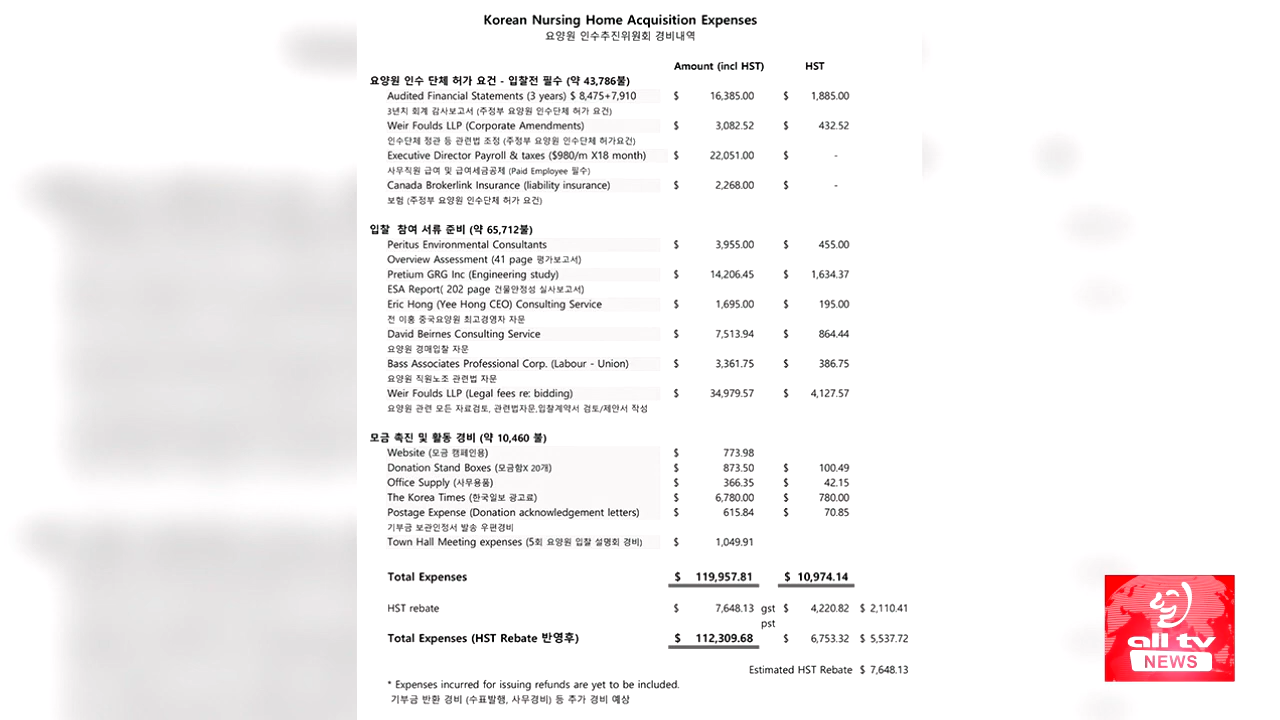 Korean Nursing Home Acquisition Expenses
요양원 인수추진위원회 경비내역
Amount (incl HST) HST
요양원 인수 단체 허가 요건 - 입찰전 필수 (약 43,786불)
Audited Financial Statements (3 years) $ 8,475+7,910 $ 16,385.00 $ 1,885.00
3년치 회계 감사보고서 (주정부 요양원 인수단체 허가 요건)
Weir Foulds LLP (Corporate Amendments) $ 3,082.52 $ 432.52
인수단체 정관 등 관련법 조정 (주정부 요양원 인수단체 허가요건)
Executive Director Payroll & taxes ($980/m X18 month) $ 22,051.00 $ -
사무직원 급여 및 급여세금공제 (Paid Employee 필수)
Canada Brokerlink Insurance (liability insurance) $ 2,268.00 $ -
보험 (주정부 요양원 인수단체 허가 요건)
입찰 참여 서류 준비 (약 65,712불)
Peritus Environmental Consultants $ 3,955.00 $ 455.00
Overview Assessment (41 page 평가보고서)
Pretium GRG Inc (Engineering study) $ 14,206.45 $ 1,634.37
ESA Report( 202 page 건물안정성 실사보고서)
Eric Hong (Yee Hong CEO) Consulting Service $ 1,695.00 $ 195.00
전 이홍 중국요양원 최고경영자 자문
David Beirnes Consulting Service $ 7,513.94 $ 864.44
요양원 경매입찰 자문
Bass Associates Professional Corp. (Labour - Union) $ 3,361.75 $ 386.75
요양원 직원노조 관련법 자문
Weir Foulds LLP (Legal fees re: bidding) $ 34,979.57 $ 4,127.57
요양원 관련 모든 자료검토, 관련법자문,입찰계약서 검토/제안서 작성
모금 촉진 및 활동 경비 (약 10,460 불)
Website (모금 캠페인용) $ 773.98
Donation Stand Boxes (모금함X 20개) $ 873.50 $ 100.49
Office Supply (사무용품) $ 366.35 $ 42.15
The Korea Times (한국일보 광고료) $ 6,780.00 $ 780.00
Postage Expense (Donation acknowledgement letters) $ 615.84 $ 70.85
기부금 보관인정서 발송 우편경비
Town Hall Meeting expenses (5회 요양원 입찰 설명회 경비) $ 1,049.91
Total Expenses $ 119,957.81 $ 10,974.14
HST rebate $ 7,648.13 gst $ 4,220.82 $ 2,110.41
pst
Total Expenses (HST Rebate 반영후) $ 112,309.68 $ 6,753.32 $ 5,537.72
Estimated HST Rebate $ 7,648.13
* Expenses incurred for issuing refunds are yet to be included.
기부금 반환 경비 (수표발행, 사무경비) 등 추가 경비 예상
all tv
NEWS